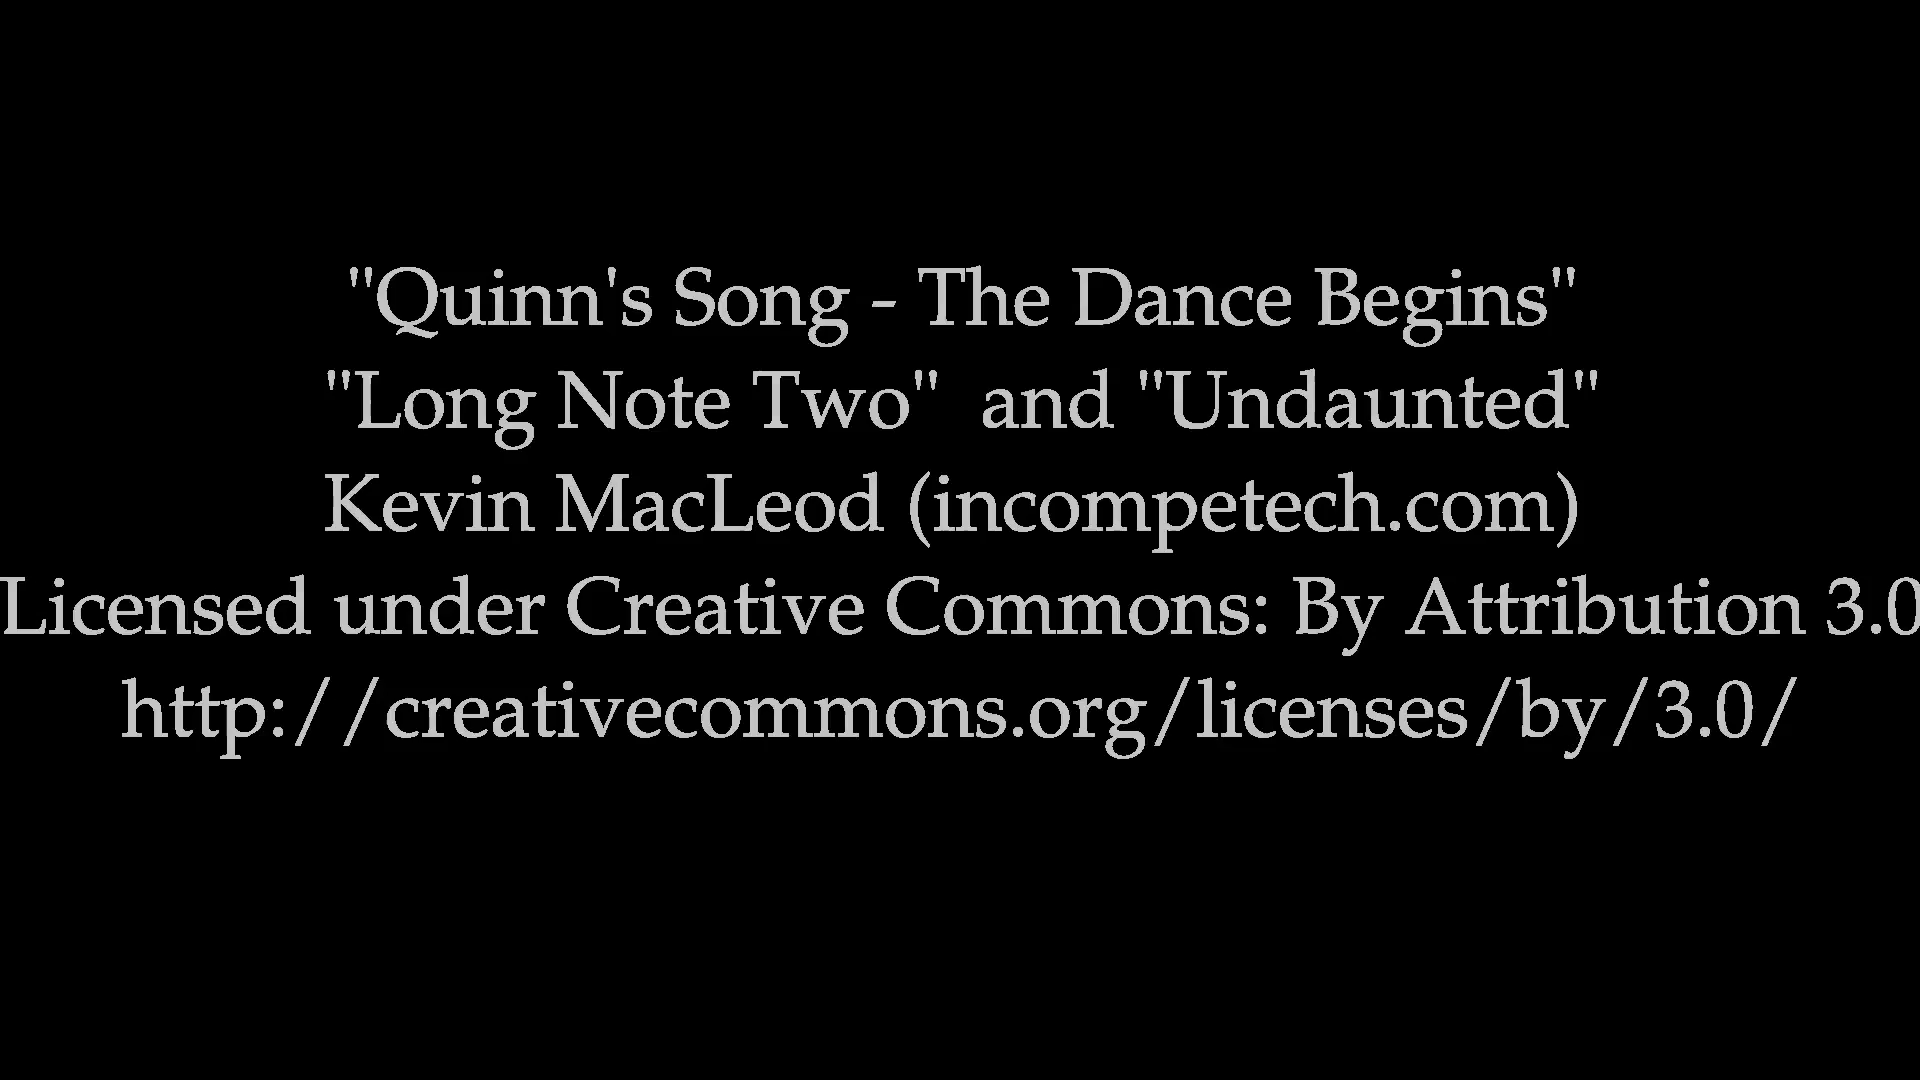 "Quinn's Song - The Dance Begins"
"Long Note Two"  and "Undaunted"
Kevin MacLeod (incompetech.com)
Licensed under Creative Commons: By Attribution 3.0
http://creativecommons.org/licenses/by/3.0/